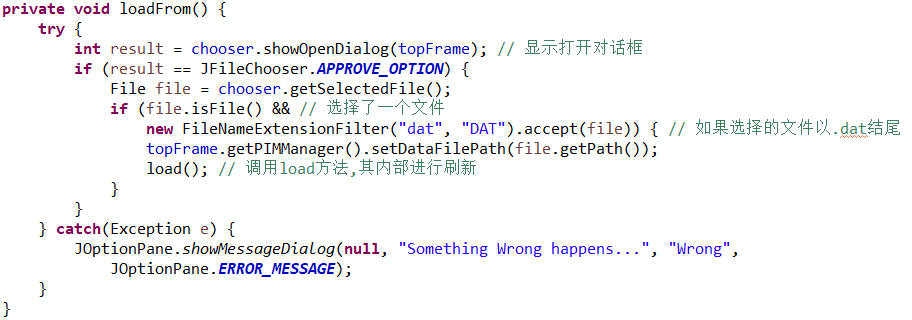 private void loadFrom() {
    try {
        int result = chooser.showOpenDialog(topFrame); // 显示打开对话框
        if (result == JFileChooser.APPROVE_OPTION) {
            File file = chooser.getSelectedFile();
            if (file.isFile() && // 选择了一个文件
                new FileNameExtensionFilter("dat", "DAT").accept(file)) { // 如果选择的文件以.dat结尾
                topFrame.getPIMManager().setDataFilePath(file.getPath());
                load(); // 调用load方法,其内部进行刷新
            }
        }
    } catch(Exception e) {
        JOptionPane.showMessageDialog(null, "Something Wrong happens...", "Wrong",
            JOptionPane.ERROR_MESSAGE);
    }
}